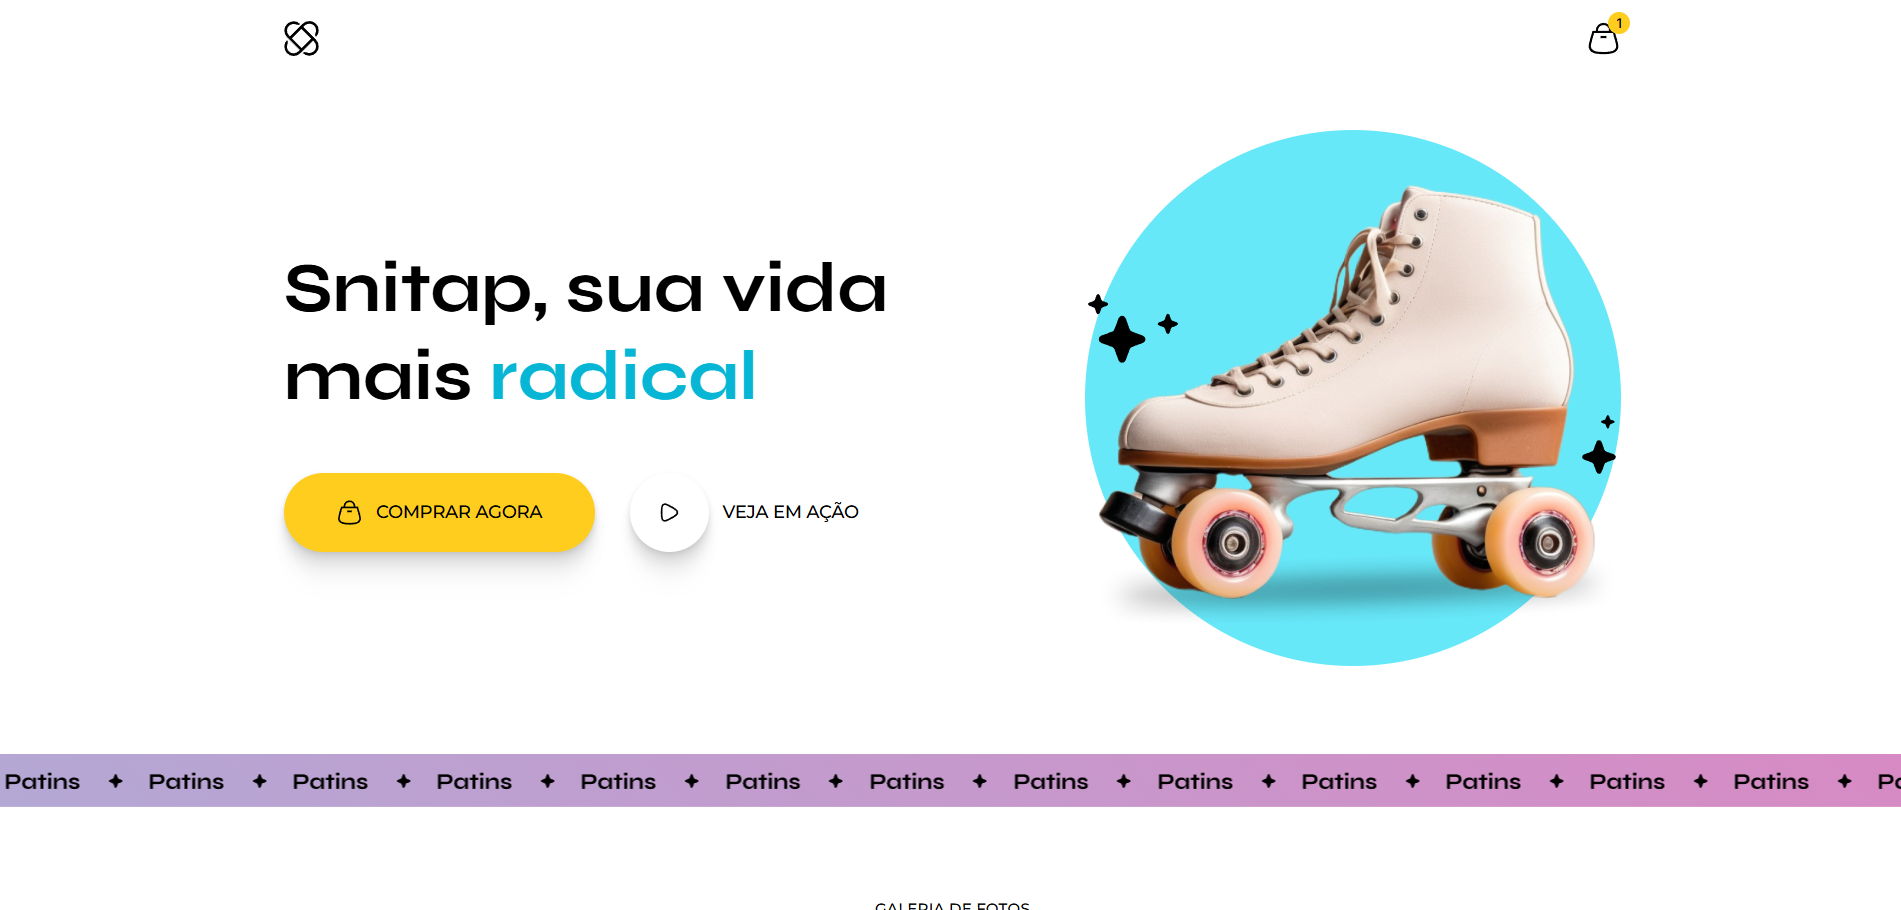 1
Snitap, sua vida
mais radical
COMPRAR AGORA
VEJA EM AÇÃO
Patins Patins Patins Patins Patins Patins Patins Patins Patins Patins Patins Patins Patins
GALERIA DE FOTOS